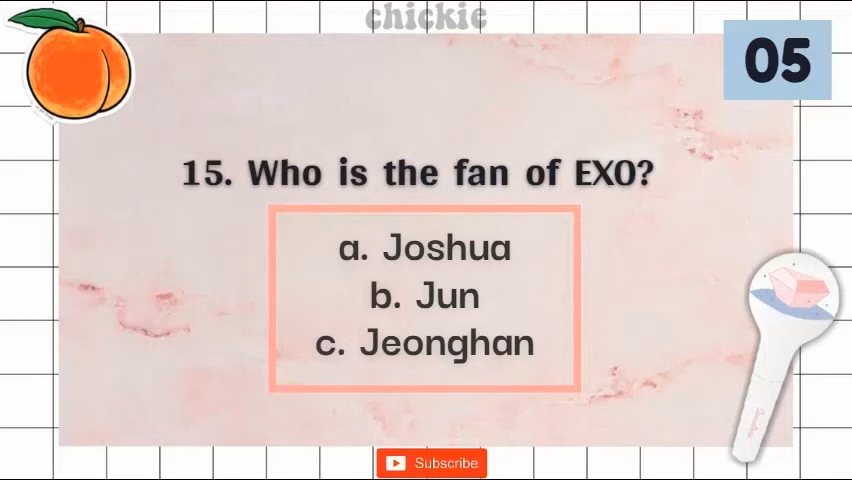 chickie
05
15. Who is the fan of EXO?
a. Joshua
b. Jun
c. Jeonghan
Subscribe